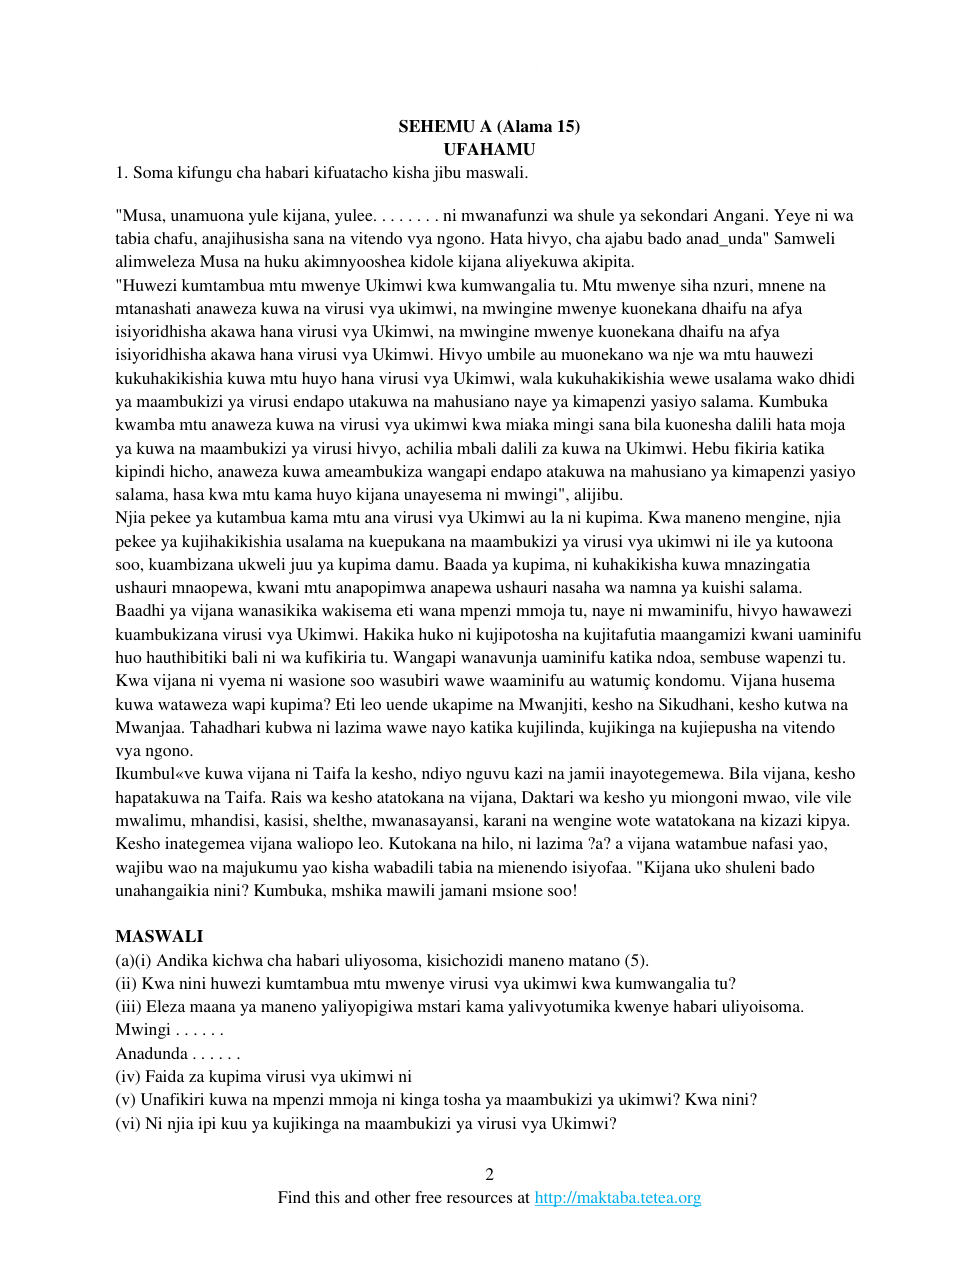 SEHEMU A (Alama 15)
UFAHAMU
1. Soma kifungu cha habari kifuatacho kisha jibu maswali.
"Musa, unamuona yule kijana, yulee. . . . . . . . ni mwanafunzi wa shule ya sekondari Angani. Yeye ni wa
tabia chafu, anajihusisha sana na vitendo vya ngono. Hata hivyo, cha ajabu bado anad_unda" Samweli
alimweleza Musa na huku akimnyooshea kidole kijana aliyekuwa akipita.
"Huwezi kumtambua mtu mwenye Ukimwi kwa kumwangalia tu. Mtu mwenye siha nzuri, mnene na
mtanashati anaweza kuwa na virusi vya ukimwi, na mwingine mwenye kuonekana dhaifu na afya
isiyoridhisha akawa hana virusi vya Ukimwi, na mwingine mwenye kuonekana dhaifu na afya
isiyoridhisha akawa hana virusi vya Ukimwi. Hivyo umbile au muonekano wa nje wa mtu hauwezi
kukuhakikishia kuwa mtu huyo hana virusi vya Ukimwi, wala kukuhakikishia wewe usalama wako dhidi
ya maambukizi ya virusi endapo utakuwa na mahusiano naye ya kimapenzi yasiyo salama. Kumbuka
kwamba mtu anaweza kuwa na virusi vya ukimwi kwa miaka mingi sana bila kuonesha dalili hata moja
ya kuwa na maambukizi ya virusi hivyo, achilia mbali dalili za kuwa na Ukimwi. Hebu fikiria katika
kipindi hicho, anaweza kuwa ameambukiza wangapi endapo atakuwa na mahusiano ya kimapenzi yasiyo
salama, hasa kwa mtu kama huyo kijana unayesema ni mwingi", alijibu.
Njia pekee ya kutambua kama mtu ana virusi vya Ukimwi au la ni kupima. Kwa maneno mengine, njia
pekee ya kujihakikishia usalama na kuepukana na maambukizi ya virusi vya ukimwi ni ile ya kutoona
soo, kuambizana ukweli juu ya kupima damu. Baada ya kupima, ni kuhakikisha kuwa mnazingatia
ushauri mnaopewa, kwani mtu anapopimwa anapewa ushauri nasaha wa namna ya kuishi salama.
Baadhi ya vijana wanasikika wakisema eti wana mpenzi mmoja tu, naye ni mwaminifu, hivyo hawawezi
kuambukizana virusi vya Ukimwi. Hakika huko ni kujipotosha na kujitafutia maangamizi kwani uaminifu
huo hauthibitiki bali ni wa kufikiria tu. Wangapi wanavunja uaminifu katika ndoa, sembuse wapenzi tu.
Kwa vijana ni vyema ni wasione soo wasubiri wawe waaminifu au watumiç kondomu. Vijana husema
kuwa wataweza wapi kupima? Eti leo uende ukapime na Mwanjiti, kesho na Sikudhani, kesho kutwa na
Mwanjaa. Tahadhari kubwa ni lazima wawe nayo katika kujilinda, kujikinga na kujiepusha na vitendo
vya ngono.
Ikumbul«ve kuwa vijana ni Taifa la kesho, ndiyo nguvu kazi na jamii inayotegemewa. Bila vijana, kesho
hapatakuwa na Taifa. Rais wa kesho atatokana na vijana, Daktari wa kesho yu miongoni mwao, vile vile
mwalimu, mhandisi, kasisi, shelthe, mwanasayansi, karani na wengine wote watatokana na kizazi kipya.
Kesho inategemea vijana waliopo leo. Kutokana na hilo, ni lazima ?a? a vijana watambue nafasi yao,
wajibu wao na majukumu yao kisha wabadili tabia na mienendo isiyofaa. "Kijana uko shuleni bado
unahangaikia nini? Kumbuka, mshika mawili jamani msione soo!
MASWALI
(a)(i) Andika kichwa cha habari uliyosoma, kisichozidi maneno matano (5).
(ii) Kwa nini huwezi kumtambua mtu mwenye virusi vya ukimwi kwa kumwangalia tu?
(iii) Eleza maana ya maneno yaliyopigiwa mstari kama yalivyotumika kwenye habari uliyoisoma.
Mwingi . . . . . .
Anadunda . . . . . .
(iv) Faida za kupima virusi vya ukimwi ni
(v) Unafikiri kuwa na mpenzi mmoja ni kinga tosha ya maambukizi ya ukimwi? Kwa nini?
(vi) Ni njia ipi kuu ya kujikinga na maambukizi ya virusi vya Ukimwi?
2
Find this and other free resources at http://maktaba.tetea.org